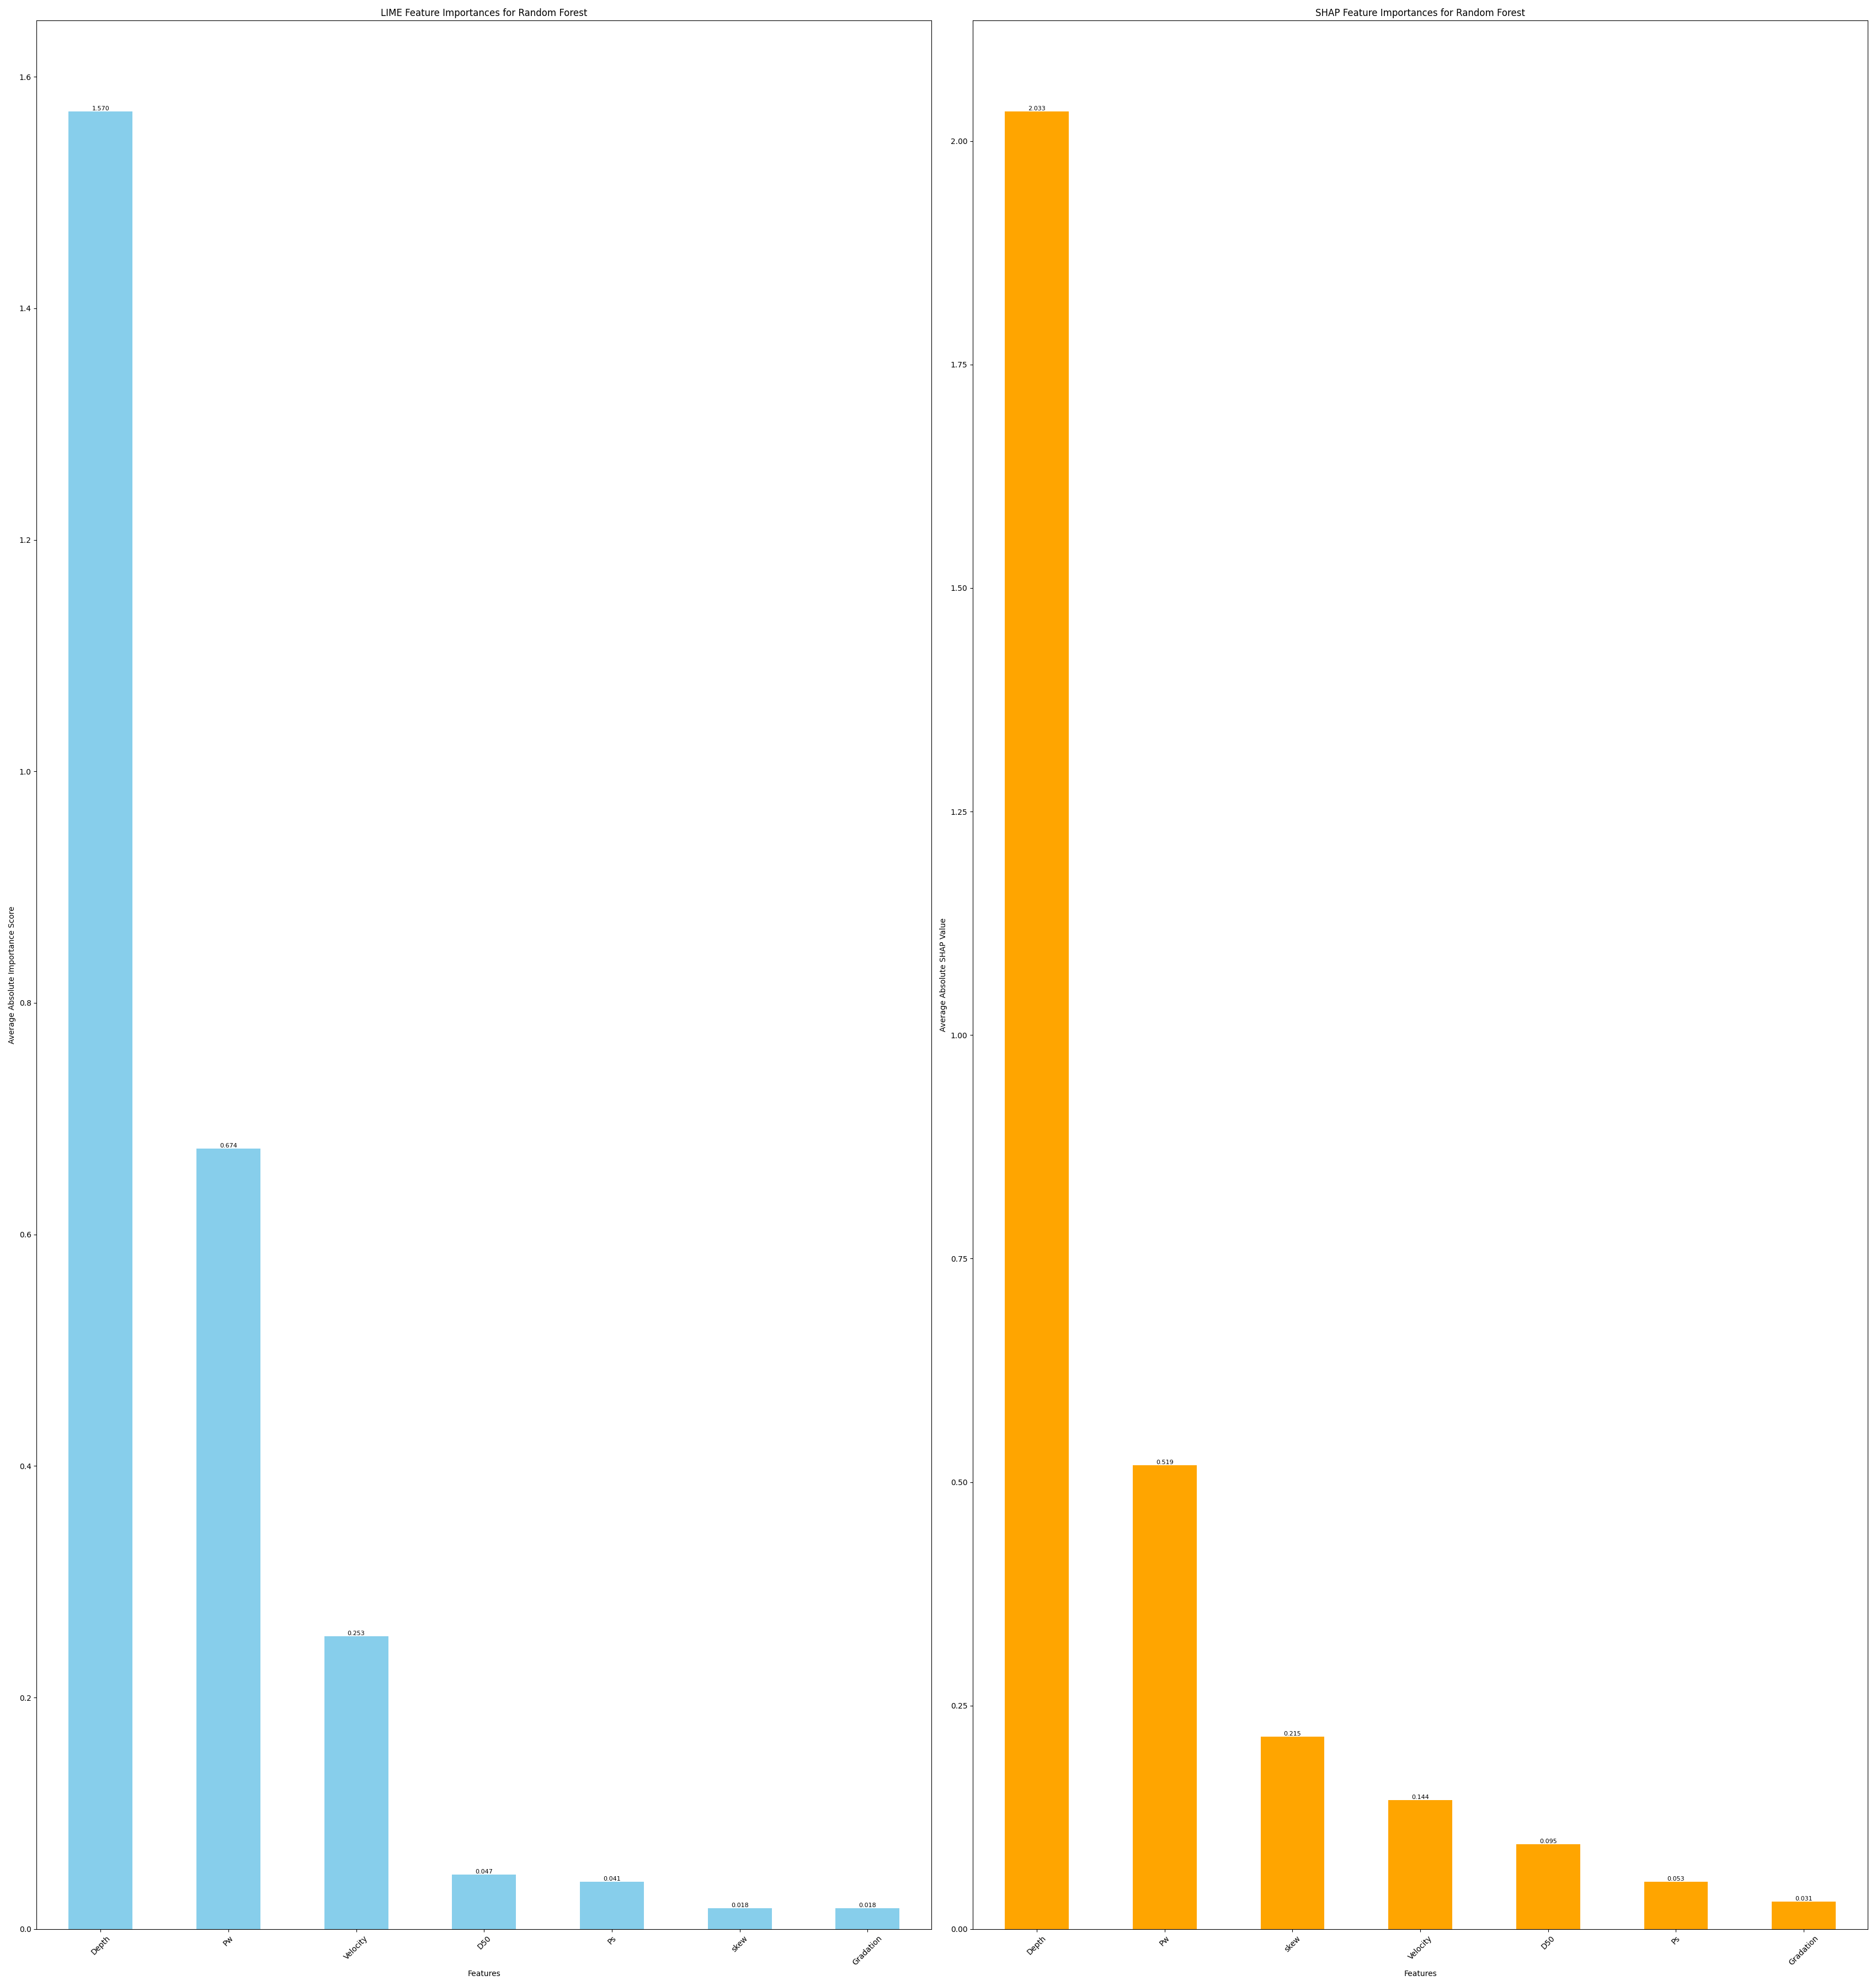 LIME Feature Importances for Random Forest
Average Absolute Importance Score
1.6
1.4
1.2
1.0
0.8
0.6
0.4
0.2
0.0
1.570
0.674
0.253
0.047
0.041
0.018
0.018
Depth
Pw
Velocity
D50
Ps
skew
Gradation
Features
SHAP Feature Importances for Random Forest
Average Absolute SHAP Value
2.00
1.75
1.50
1.25
1.00
0.75
0.50
0.25
0.00
2.033
0.519
0.215
0.144
0.095
0.053
0.031
Depth
Pw
skew
Velocity
D50
Ps
Gradation
Features